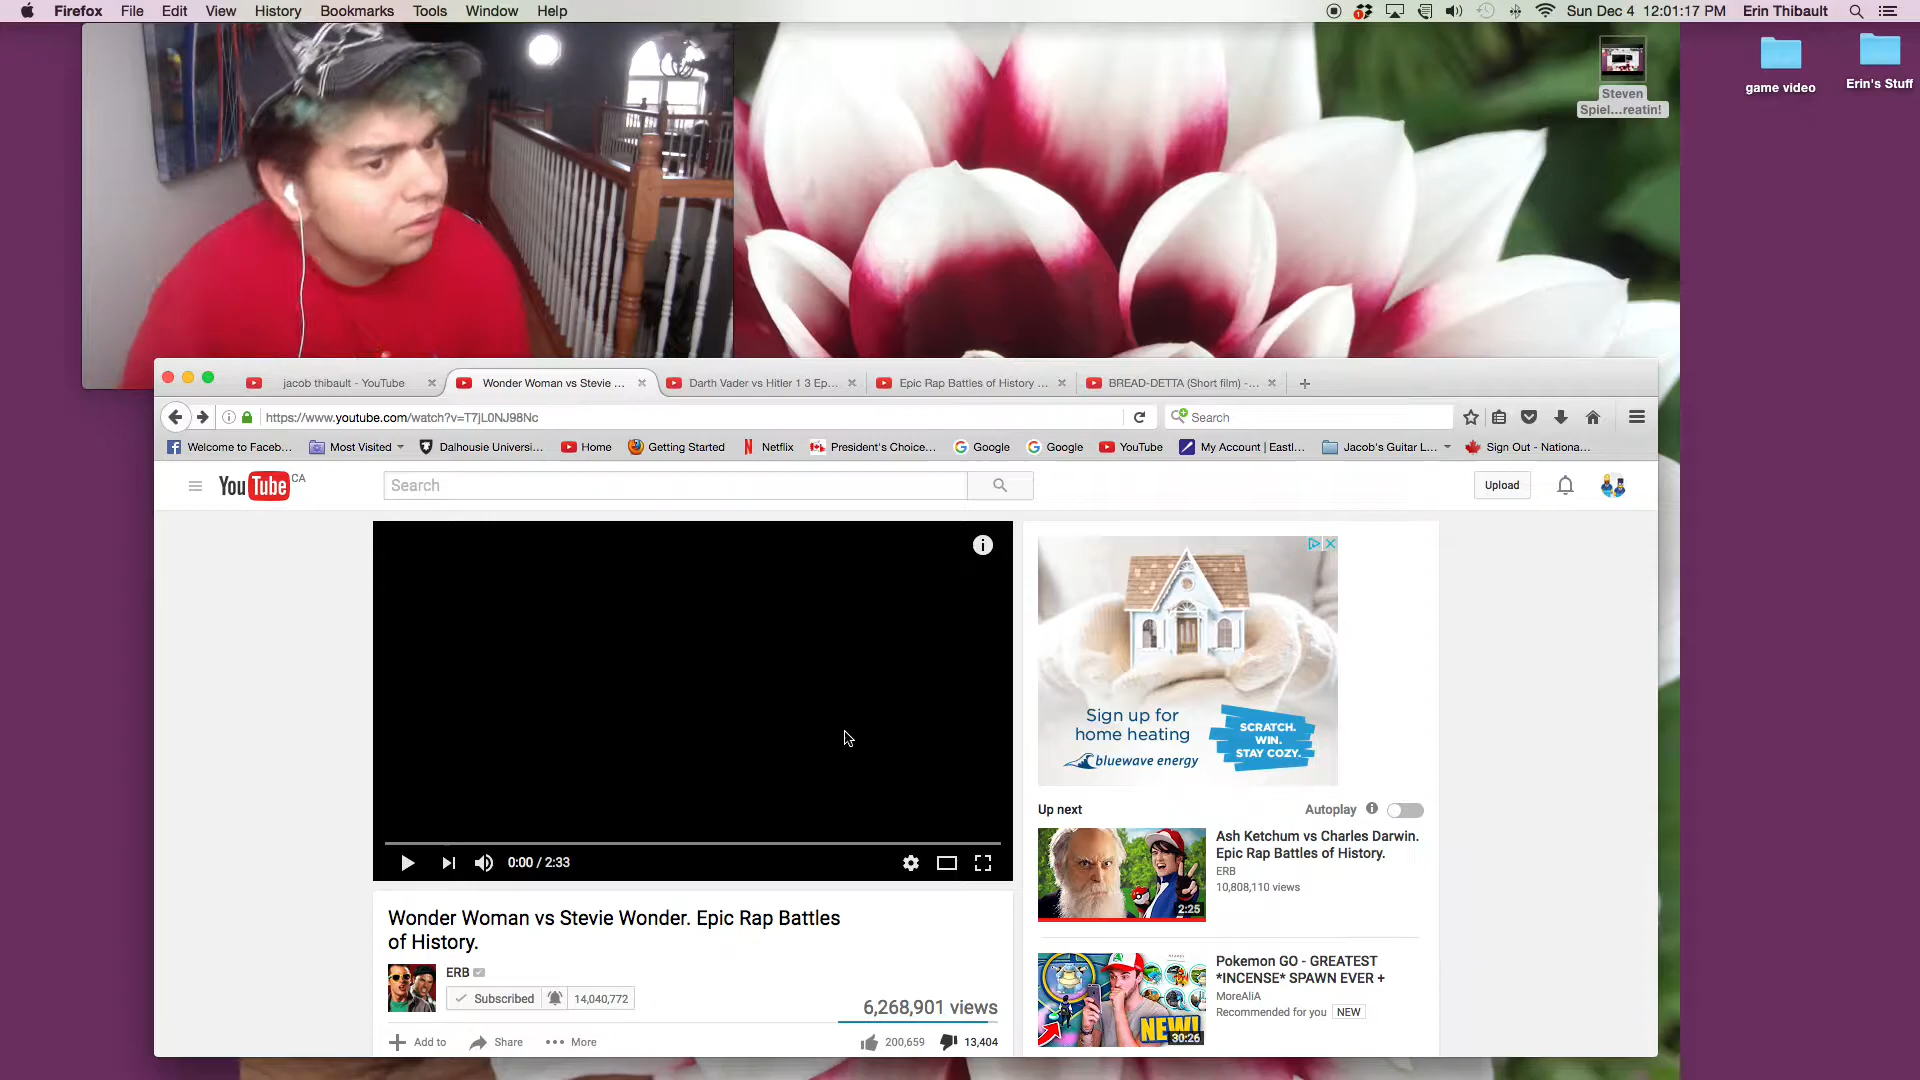 Firefox File Edit View History Bookmarks Tools Window Help
Sun Dec 4 12:01:17 PM Erin Thibault
Steven
Spiel...reatin!
game video
Erin's Stuff
jacob thibault - YouTube
Wonder Woman vs Stevie ...
Darth Vader vs Hitler 1 3 Ep...
Epic Rap Battles of History ...
BREAD-DETTA (Short film) -...
https://www.youtube.com/watch?v=T7jL0NJ98Nc
Search
Welcome to Faceb... Most Visited Dalhousie Universi... Home Getting Started Netflix President's Choice... Google Google YouTube My Account | Eastl... Jacob's Guitar L... Sign Out - Nationa...
YouTube CA
Search
Upload
Sign up for
home heating
bluewave energy
SCRATCH.
WIN.
STAY COZY.
0:00 / 2:33
Wonder Woman vs Stevie Wonder. Epic Rap Battles
of History.
ERB
Subscribed 14,040,772
6,268,901 views
Add to Share More
200,659 13,404
Up next
Autoplay
2:25
Ash Ketchum vs Charles Darwin.
Epic Rap Battles of History.
ERB
10,808,110 views
NEW!
30:26
Pokemon GO - GREATEST
*INCENSE* SPAWN EVER +
MoreAliA
Recommended for you NEW